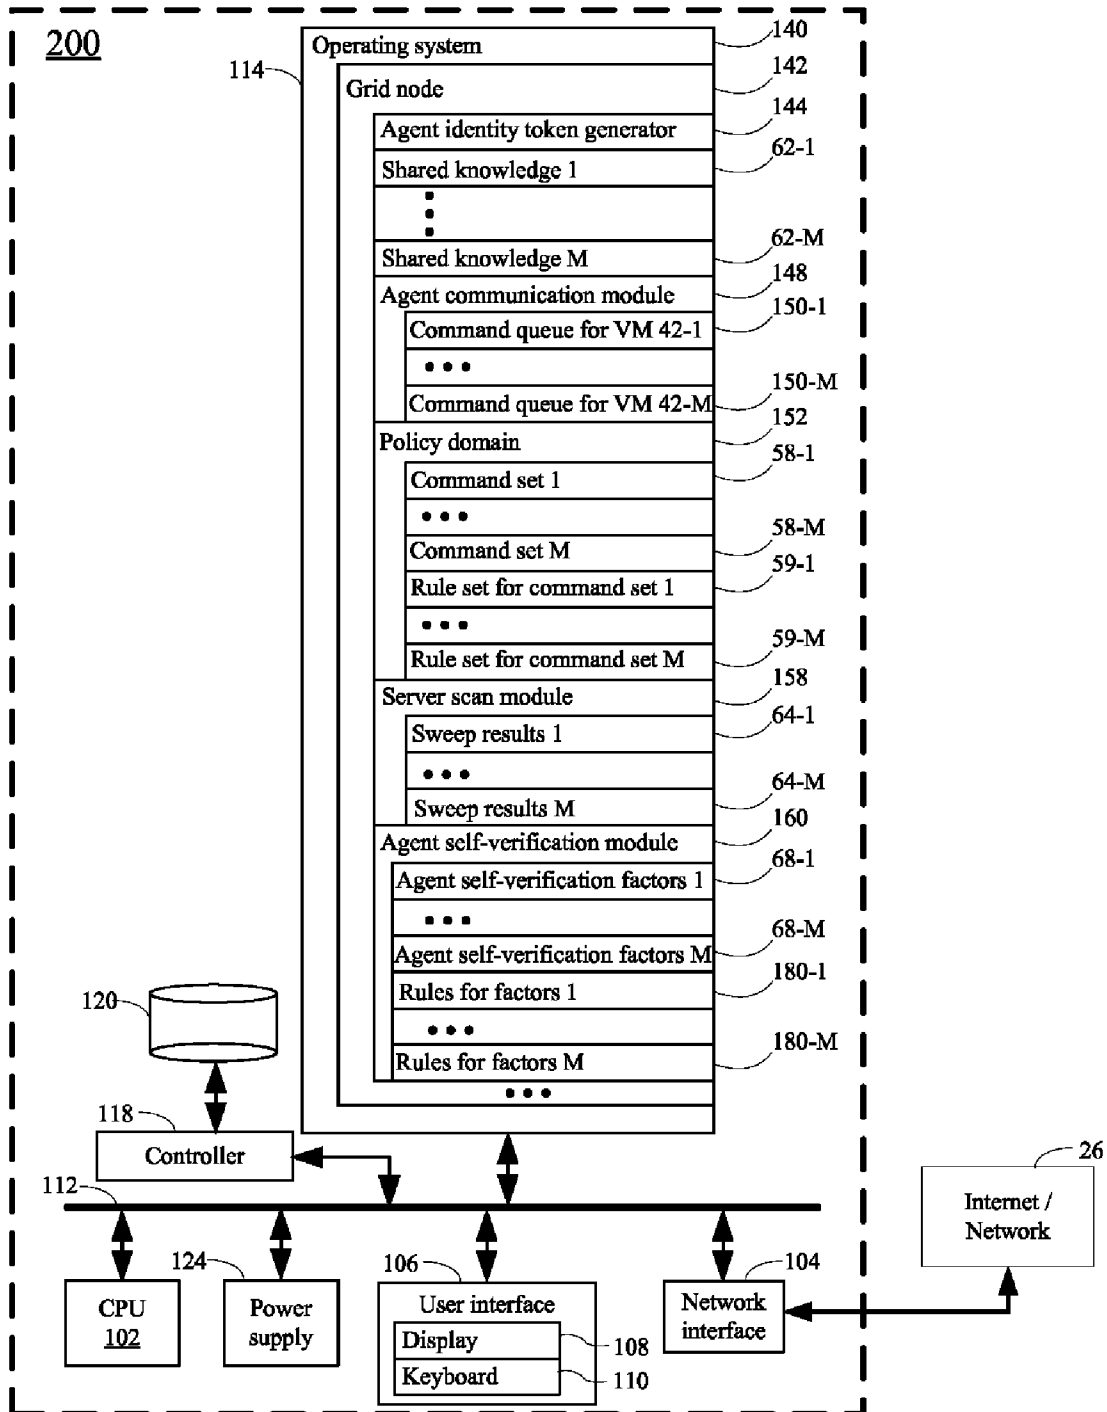 200
114
Operating system
140
Grid node
142
Agent identity token generator
144
Shared knowledge 1
62-1
Shared knowledge M
62-M
Agent communication module
148
Command queue for VM 42-1
150-1
Command queue for VM 42-M
150-M
Policy domain
152
Command set 1
58-1
Command set M
58-M
Rule set for command set 1
59-1
Rule set for command set M
59-M
Server scan module
158
Sweep results 1
64-1
Sweep results M
64-M
Agent self-verification module
160
Agent self-verification factors 1
68-1
Agent self-verification factors M
68-M
Rules for factors 1
180-1
Rules for factors M
180-M
120
118
Controller
112
26
Internet /
Network
CPU
102
124
Power
supply
106
User interface
Display
108
Keyboard
110
104
Network
interface